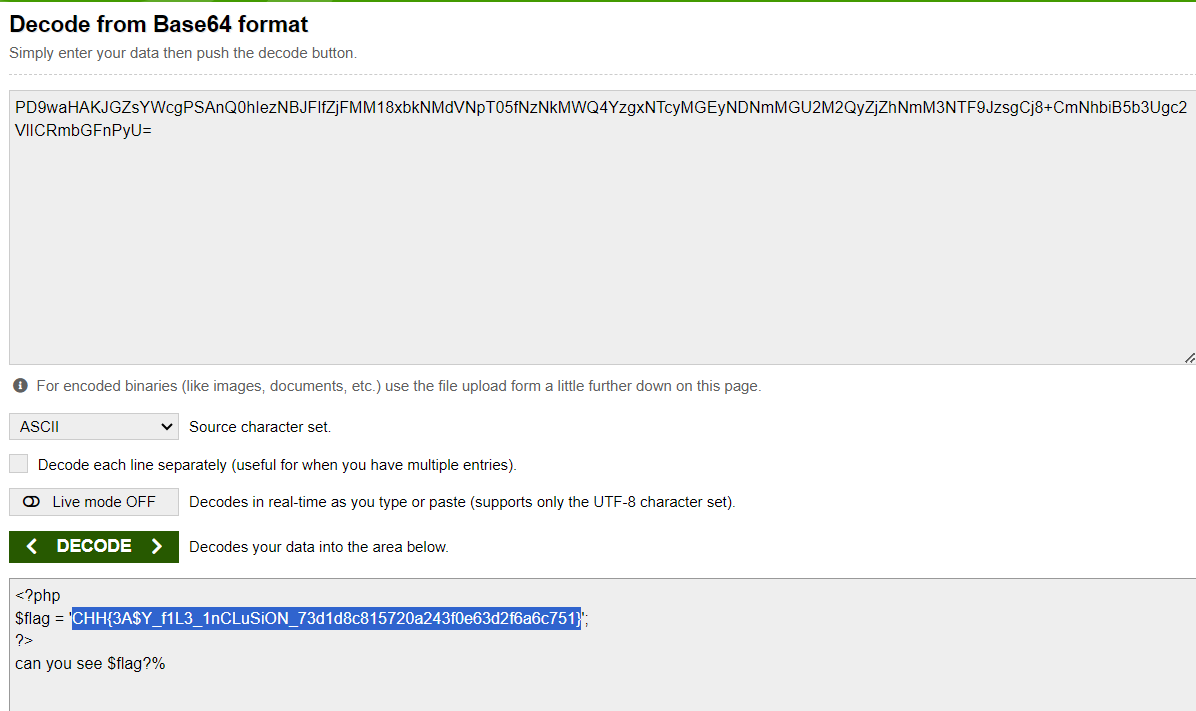 Decode from Base64 format
Simply enter your data then push the decode button.
PD9waHAKJGZsYWcgPSAnQ0hIezNBJFlfZjFMM18xbkNMdVNpT05fNzNkMWQ4YzgxNTcyMGEyNDNmMGU2M2QyZjZhNmM3NTF9JzsgCj8+CmNhbiB5b3Ugc2
VlICRmbGFnPyU=
For encoded binaries (like images, documents, etc.) use the file upload form a little further down on this page.
ASCII Source character set.
Decode each line separately (useful for when you have multiple entries).
Live mode OFF Decodes in real-time as you type or paste (supports only the UTF-8 character set).
< DECODE > Decodes your data into the area below.
<?php
$flag = 'CHH{3A$Y_f1L3_1nCLuSiON_73d1d8c815720a243f0e63d2f6a6c751}';
?>
can you see $flag?%